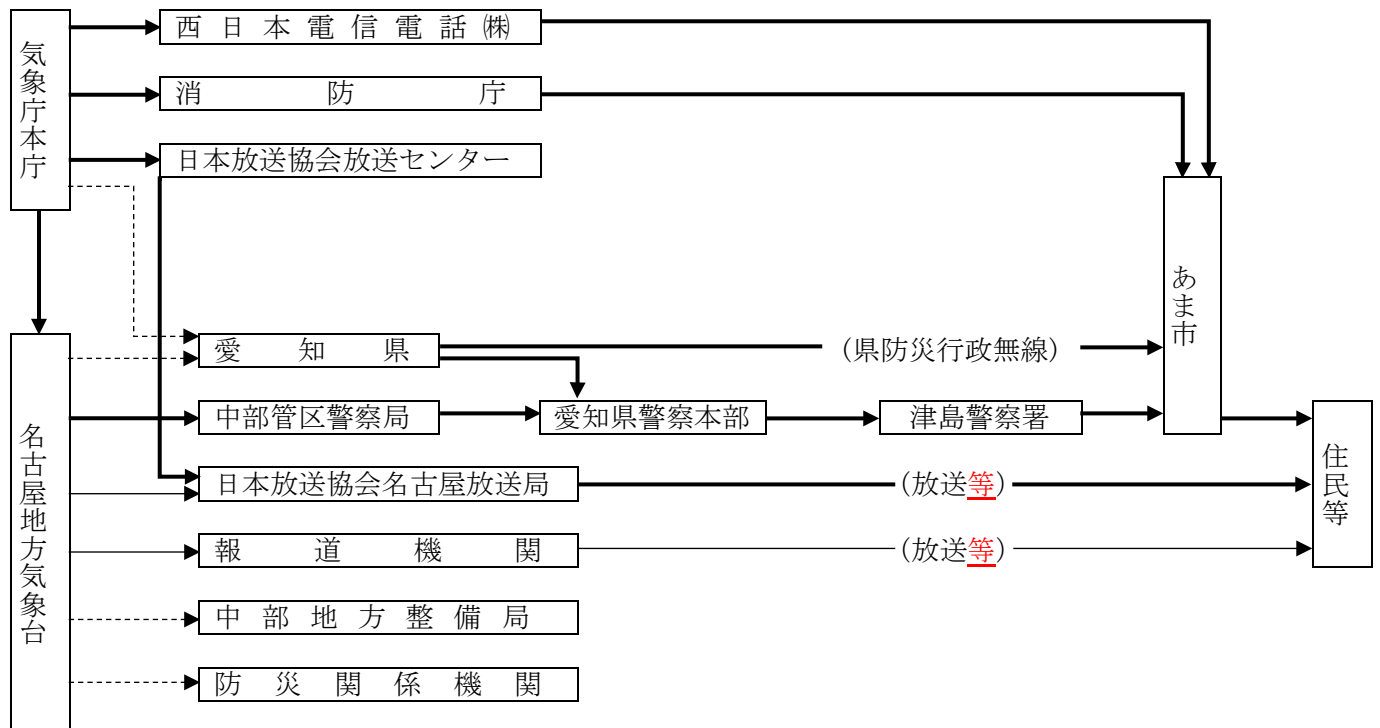 気象庁本庁
西日本電信電話㈱
消防庁
日本放送協会放送センター
あま市
名古屋地方気象台
愛知県
(県防災行政無線)
中部管区警察局
愛知県警察本部
津島警察署
住民等
日本放送協会名古屋放送局
(放送等)
報道機関
(放送等)
中部地方整備局
防災関係機関